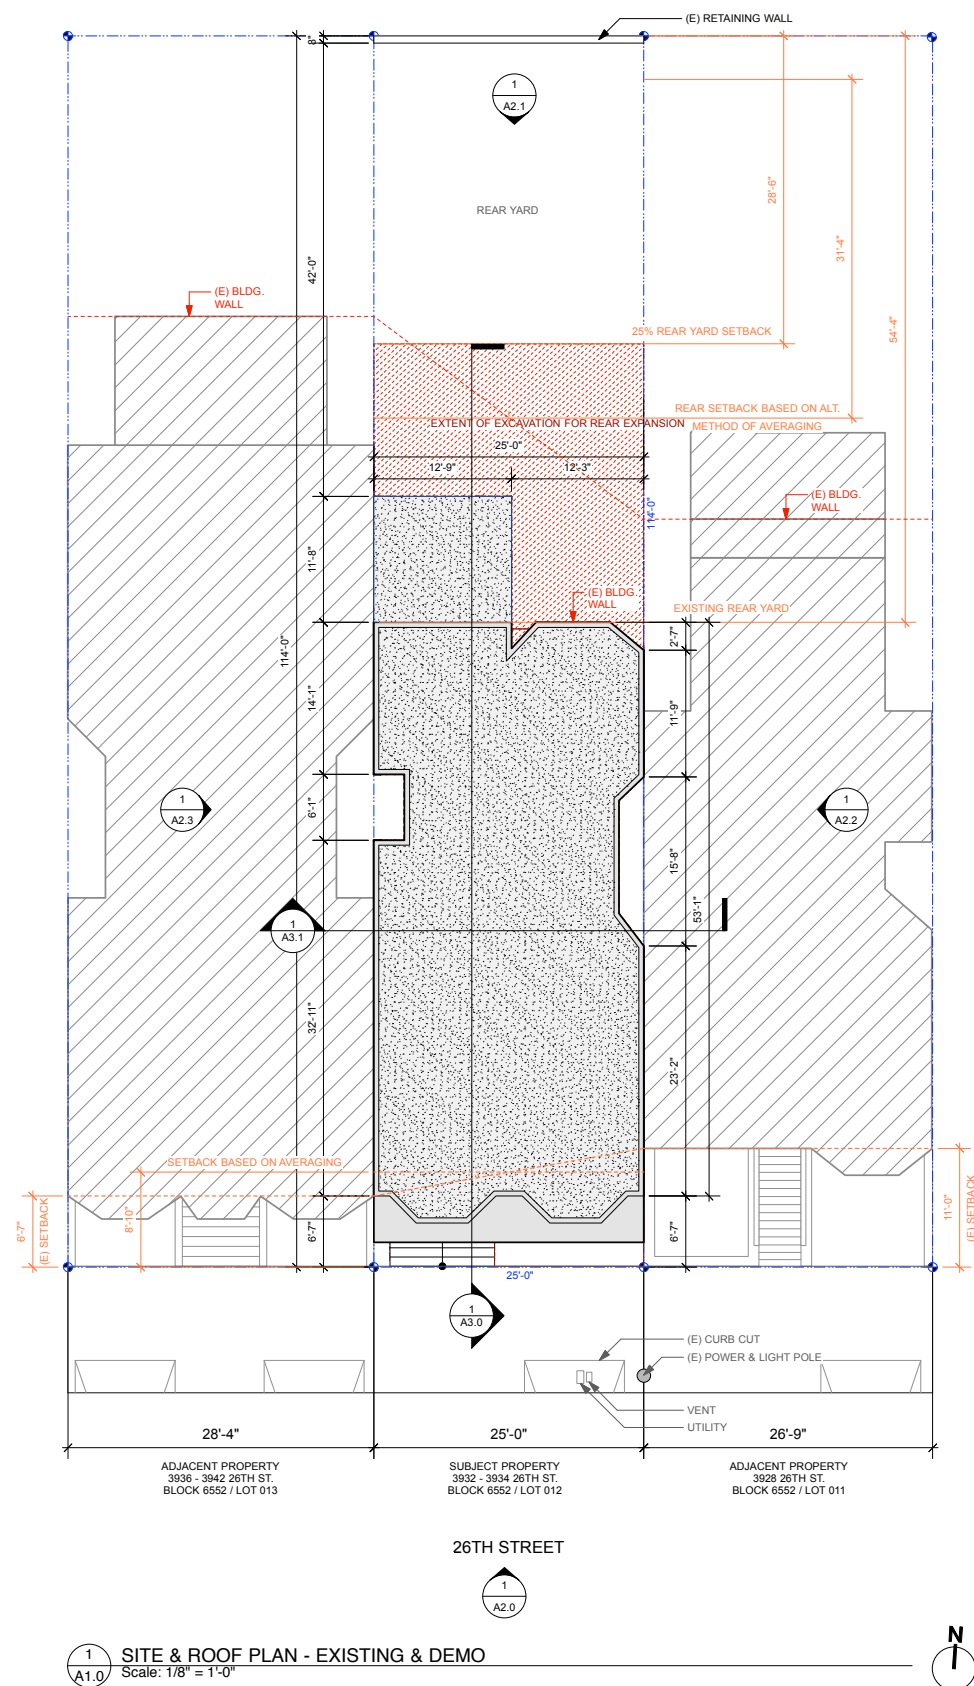 (E) RETAINING WALL
8"
1
A2.1
28'-6"
REAR YARD
31'-4"
42'-0"
(E) BLDG.
WALL
54'-4"
25% REAR YARD SETBACK
REAR SETBACK BASED ON ALT.
METHOD OF AVERAGING
EXTENT OF EXCAVATION FOR REAR EXPANSION
25'-0"
12'-9"
12'-3"
(E) BLDG.
WALL
114'-0"
11'-8"
(E) BLDG.
WALL
EXISTING REAR YARD
2'-7"
114'-0"
14'-1"
11'-9"
1
A2.3
6'-1"
1
A2.2
15'-8"
53'-1"
1
A3.1
32'-11"
23'-2"
SETBACK BASED ON AVERAGING
6'-7"
(E) SETBACK
8'-10"
6'-7"
6'-7"
11'-0"
(E) SETBACK
25'-0"
1
A3.0
(E) CURB CUT
(E) POWER & LIGHT POLE
VENT
UTILITY
28'-4"
25'-0"
26'-9"
ADJACENT PROPERTY
3936 - 3942 26TH ST.
BLOCK 6552 / LOT 013
SUBJECT PROPERTY
3932 - 3934 26TH ST.
BLOCK 6552 / LOT 012
ADJACENT PROPERTY
3928 26TH ST.
BLOCK 6552 / LOT 011
26TH STREET
1
A2.0
1
A1.0
SITE & ROOF PLAN - EXISTING & DEMO
Scale: 1/8" = 1'-0"
N